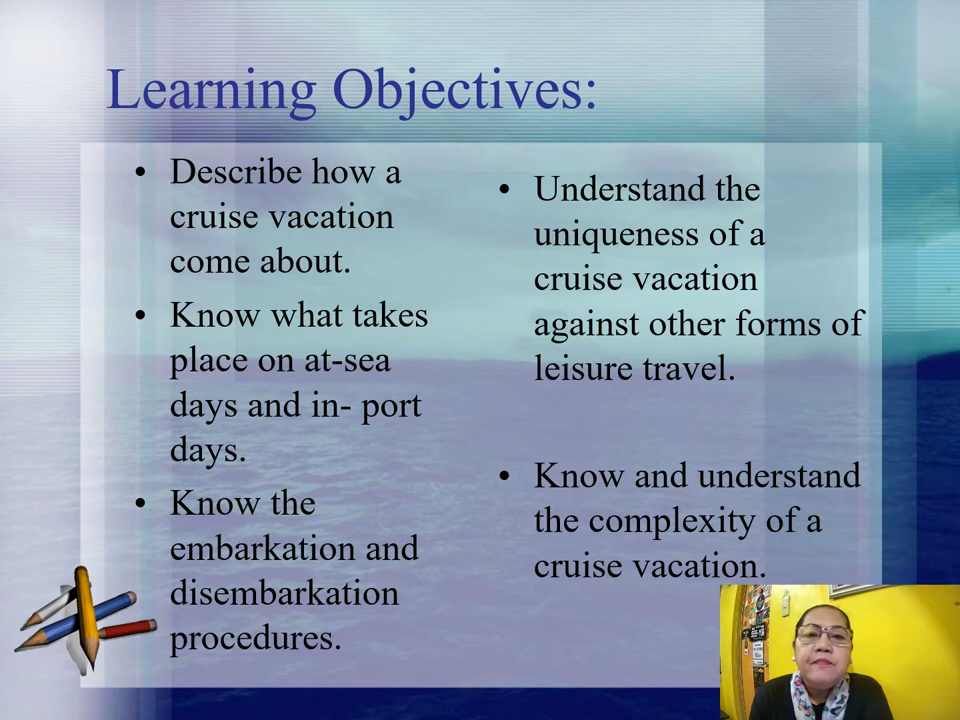 Learning Objectives:
• Describe how a
cruise vacation
come about.
• Know what takes
place on at-sea
days and in- port
days.
• Know the
embarkation and
disembarkation
procedures.
• Understand the
uniqueness of a
cruise vacation
against other forms of
leisure travel.
• Know and understand
the complexity of a
cruise vacation.